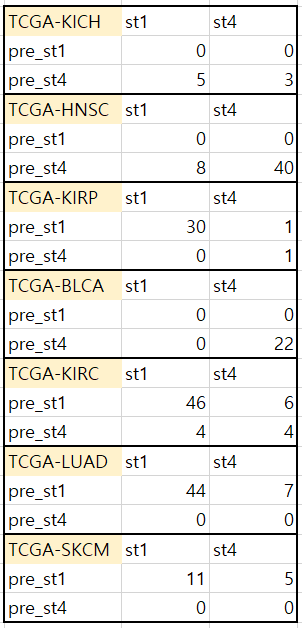 TCGA-KICH st1 st4
pre_st1 0 0
pre_st4 5 3
TCGA-HNSC st1 st4
pre_st1 0 0
pre_st4 8 40
TCGA-KIRP st1 st4
pre_st1 30 1
pre_st4 0 1
TCGA-BLCA st1 st4
pre_st1 0 0
pre_st4 0 22
TCGA-KIRC st1 st4
pre_st1 46 6
pre_st4 4 4
TCGA-LUAD st1 st4
pre_st1 44 7
pre_st4 0 0
TCGA-SKCM st1 st4
pre_st1 11 5
pre_st4 0 0